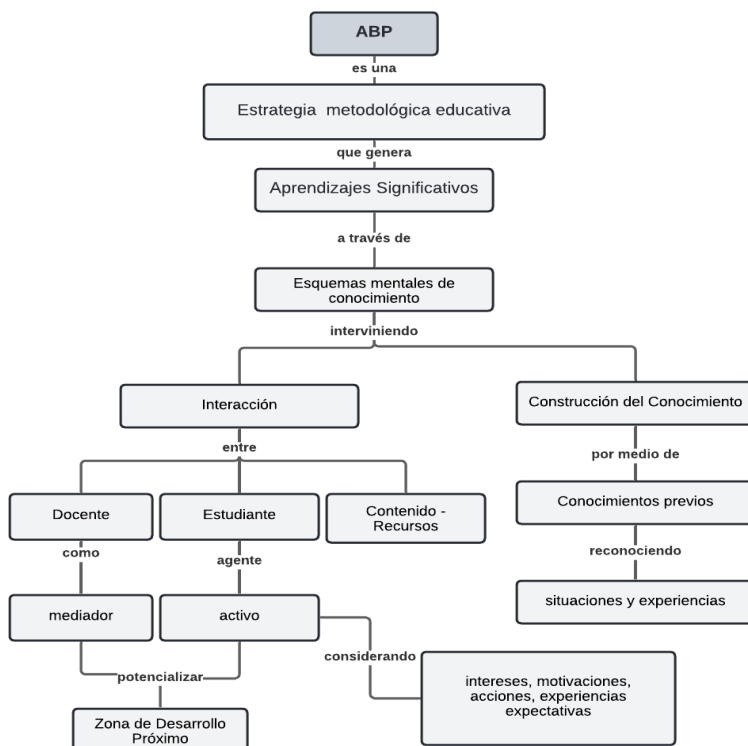 ABP
es una
Estrategia  metodológica educativa
que genera
Aprendizajes Significativos
a través de
Esquemas mentales de
conocimiento
interviniendo
Interacción
Construcción del Conocimiento
entre
por medio de
Docente
Estudiante
Contenido -
Recursos
Conocimientos previos
como
agente
reconociendo
mediador
activo
situaciones y experiencias
considerando
potencializar
intereses, motivaciones,
acciones, experiencias
expectativas
Zona de Desarrollo
Próximo